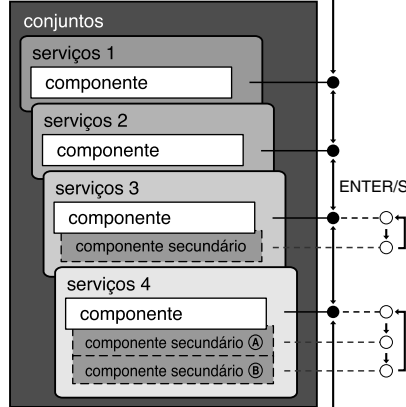 conjuntos
serviços 1
componente
serviços 2
componente
serviços 3
ENTER/S
componente
componente secundário
serviços 4
componente
componente secundário Ⓐ
componente secundário Ⓑ